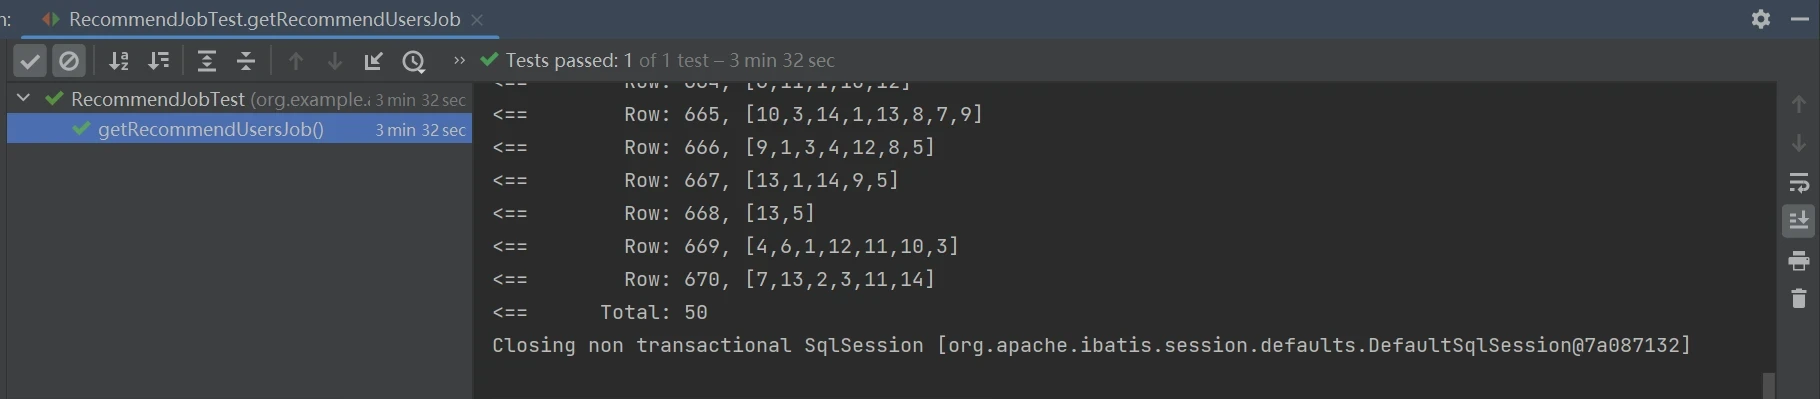 n:
RecommendJobTest.getRecommendUsersJob
Tests passed: 1 of 1 test – 3 min 32 sec
RecommendJobTest (org.example. 3 min 32 sec
getRecommendUsersJob() 3 min 32 sec
<== Row: 665, [10,3,14,1,13,8,7,9]
<== Row: 666, [9,1,3,4,12,8,5]
<== Row: 667, [13,1,14,9,5]
<== Row: 668, [13,5]
<== Row: 669, [4,6,1,12,11,10,3]
<== Row: 670, [7,13,2,3,11,14]
<== Total: 50
Closing non transactional SqlSession [org.apache.ibatis.session.defaults.DefaultSqlSession@7a087132]